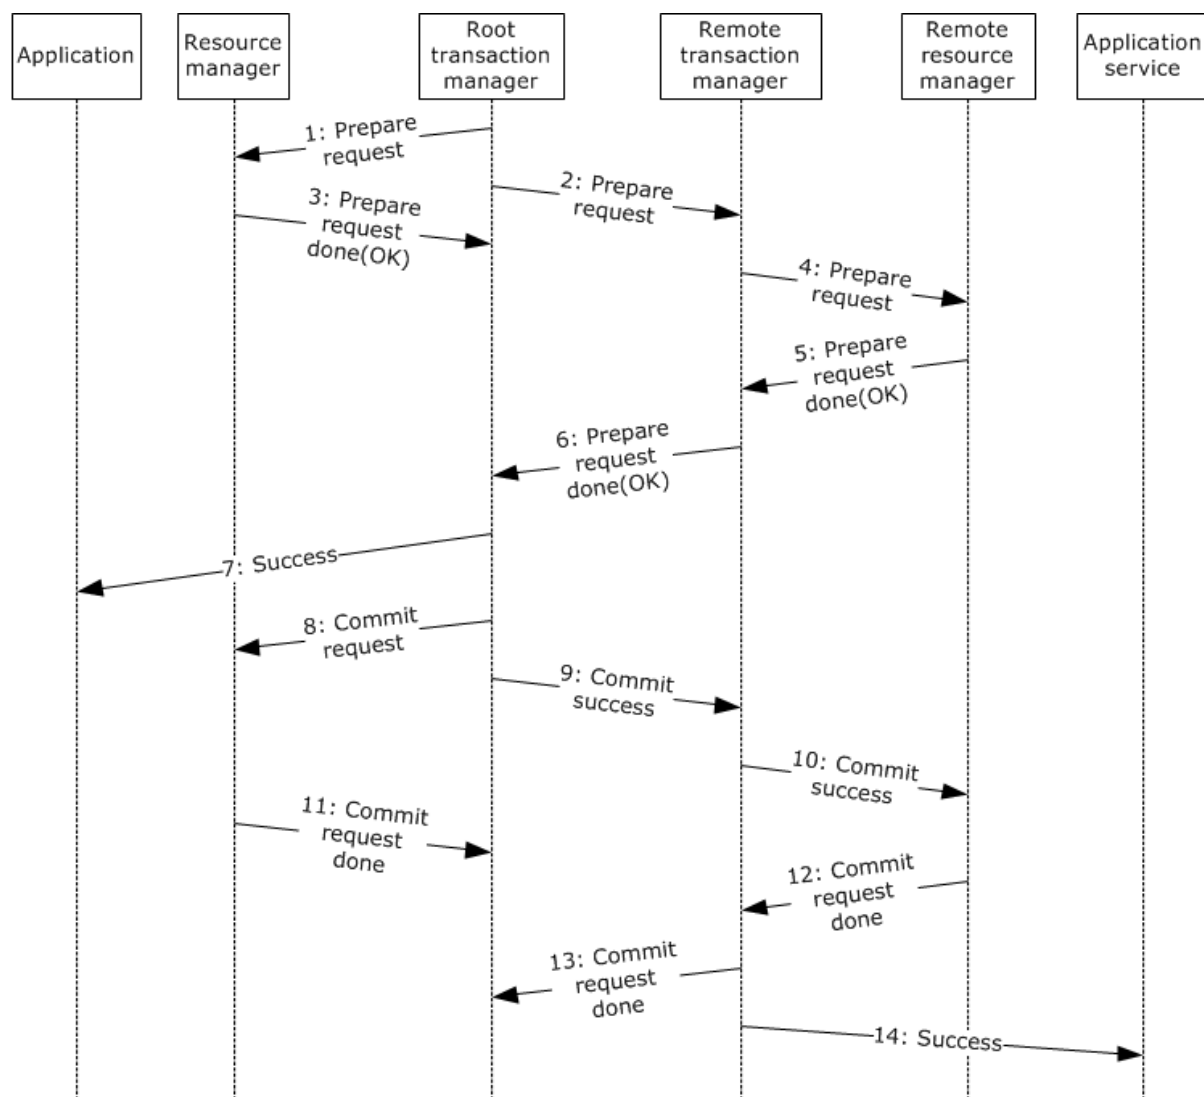 Application
Resource
manager
Root
transaction
manager
Remote
transaction
manager
Remote
resource
manager
Application
service
1: Prepare
request
2: Prepare
request
3: Prepare
request
done(OK)
4: Prepare
request
5: Prepare
request
done(OK)
6: Prepare
request
done(OK)
7: Success
8: Commit
request
9: Commit
success
10: Commit
success
11: Commit
request
done
12: Commit
request
done
13: Commit
request
done
14: Success